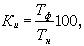 Kи = Tф/Tн 100,